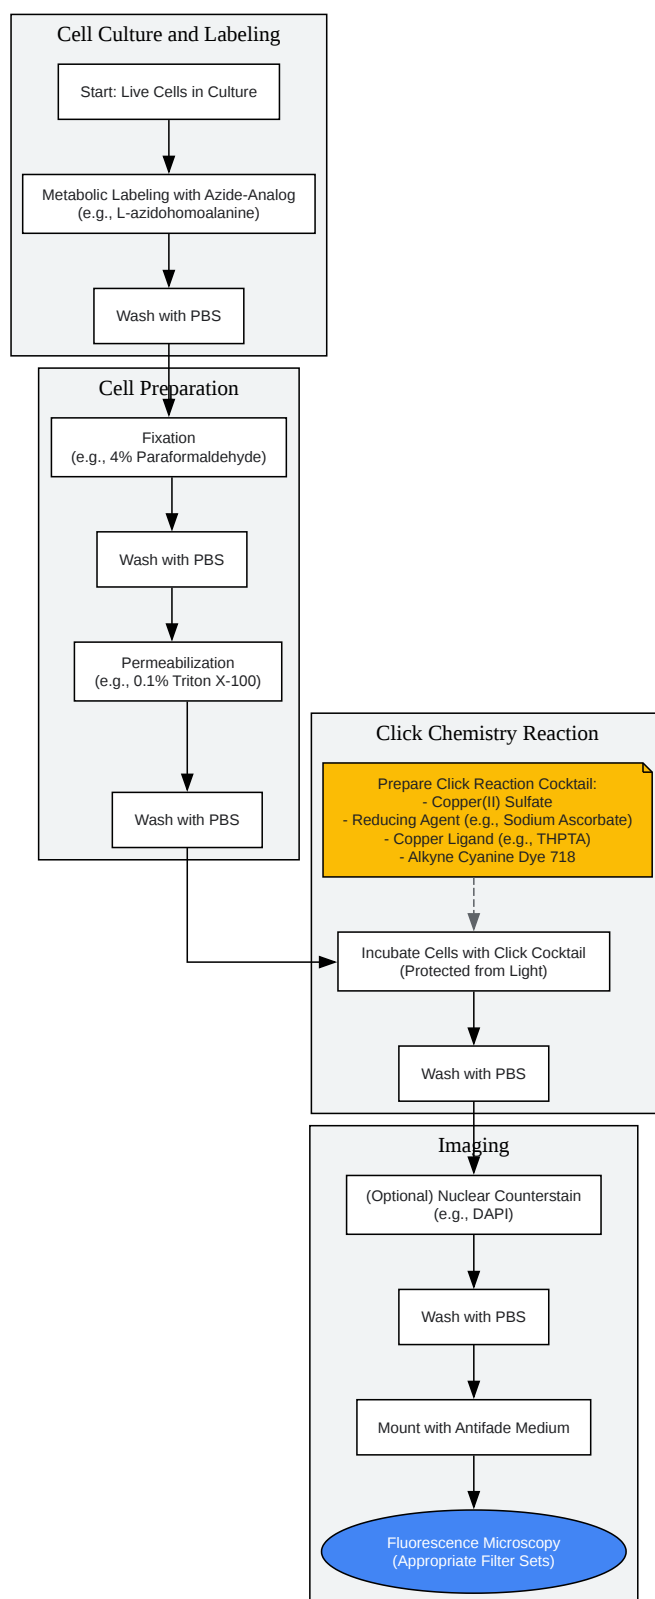 Cell Culture and Labeling
Start: Live Cells in Culture
Metabolic Labeling with Azide-Analog
(e.g., L-azidohomoalanine)
Wash with PBS
Cell Preparation
Fixation
(e.g., 4% Paraformaldehyde)
Wash with PBS
Permeabilization
(e.g., 0.1% Triton X-100)
Wash with PBS
Click Chemistry Reaction
Prepare Click Reaction Cocktail:
- Copper(II) Sulfate
- Reducing Agent (e.g., Sodium Ascorbate)
- Copper Ligand (e.g., THPTA)
- Alkyne Cyanine Dye 718
Incubate Cells with Click Cocktail
(Protected from Light)
Wash with PBS
Imaging
(Optional) Nuclear Counterstain
(e.g., DAPI)
Wash with PBS
Mount with Antifade Medium
Fluorescence Microscopy
(Appropriate Filter Sets)